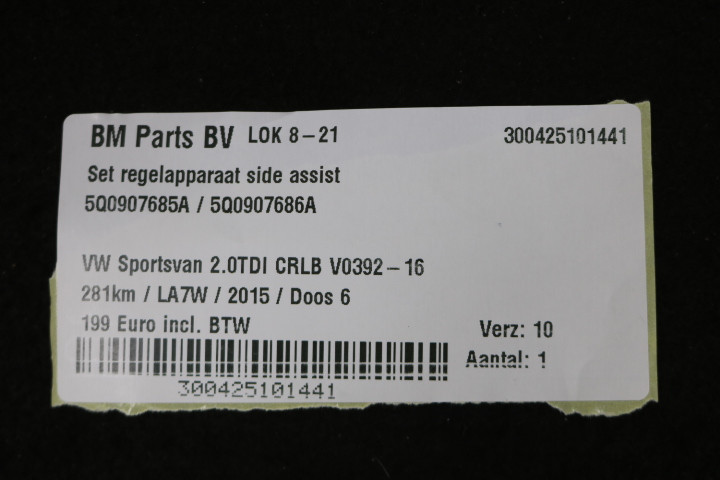 BM Parts BV LOK 8-21 300425101441
Set regelapparaat side assist
5Q0907685A / 5Q0907686A
VW Sportsvan 2.0TDI CRLB V0392-16
281km / LA7W / 2015 / Doos 6
199 Euro incl. BTW Verz: 10
Aantal: 1
300425101441